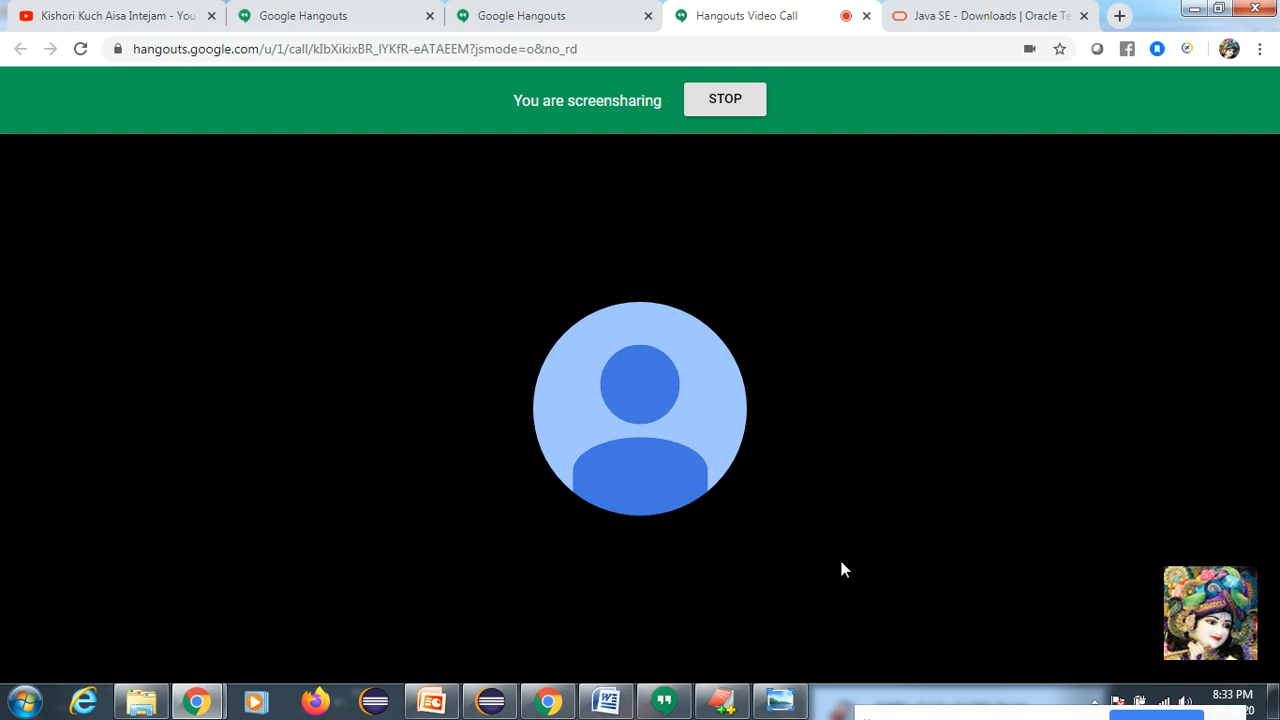 Kishori Kuch Aisa Intejam - You
Google Hangouts
Google Hangouts
Hangouts Video Call
Java SE - Downloads | Oracle Te
hangouts.google.com/u/1/call/kIbXikixBR_IYKfR-eATAEEM?jsmode=o&no_rd
You are screensharing
STOP
8:33 PM